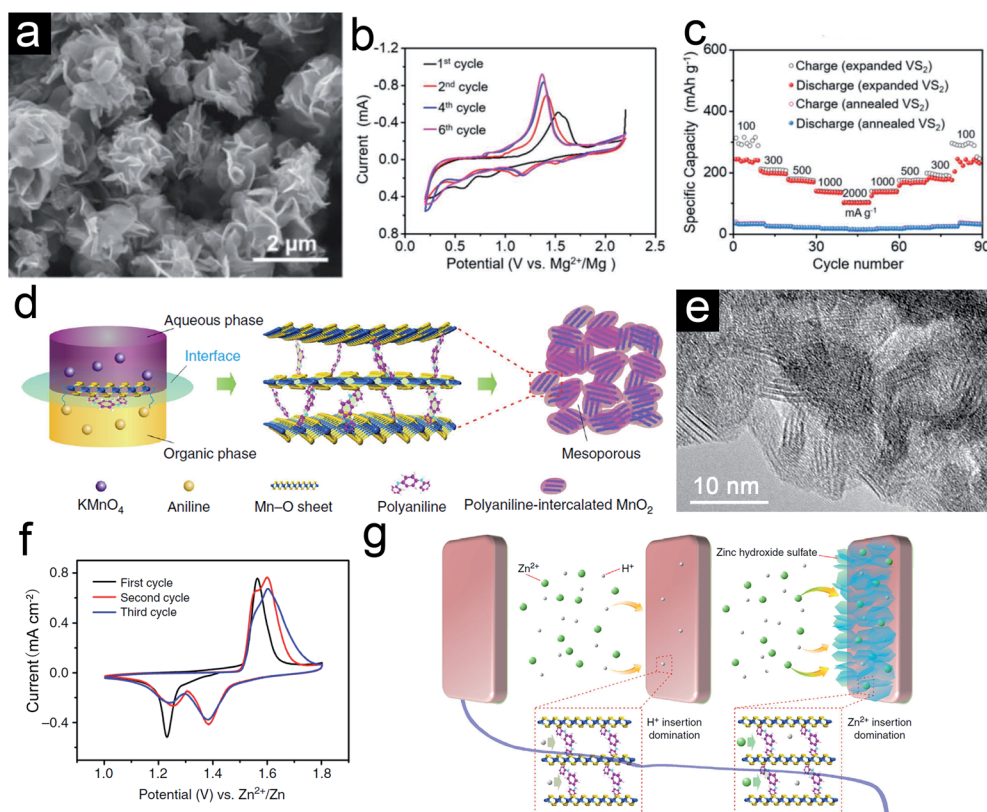 a
2 μm
b
-1.2
-0.8
-0.4
0.0
0.4
0.8
Current (mA)
1st cycle
2nd cycle
4th cycle
6th cycle
0.0 0.5 1.0 1.5 2.0 2.5
Potential (V vs. Mg2+/Mg )
c
600
400
200
0
Specific Capacity (mAh g-1)
Charge (expanded VS2)
Discharge (expanded VS2)
Charge (annealed VS2)
Discharge (annealed VS2)
100
300
500
1000
2000
mA g-1
1000
500
300
100
0 30 60 90
Cycle number
d
Aqueous phase
Interface
Organic phase
Mesoporous
KMnO4
Aniline
Mn–O sheet
Polyaniline
Polyaniline-intercalated MnO2
e
10 nm
f
0.8
0.4
0.0
–0.4
Current (mA cm–2)
First cycle
Second cycle
Third cycle
1.0 1.2 1.4 1.6 1.8
Potential (V) vs. Zn2+/Zn
g
Zn2+
H+
Zinc hydroxide sulfate
H+ insertion
domination
Zn2+ insertion
domination